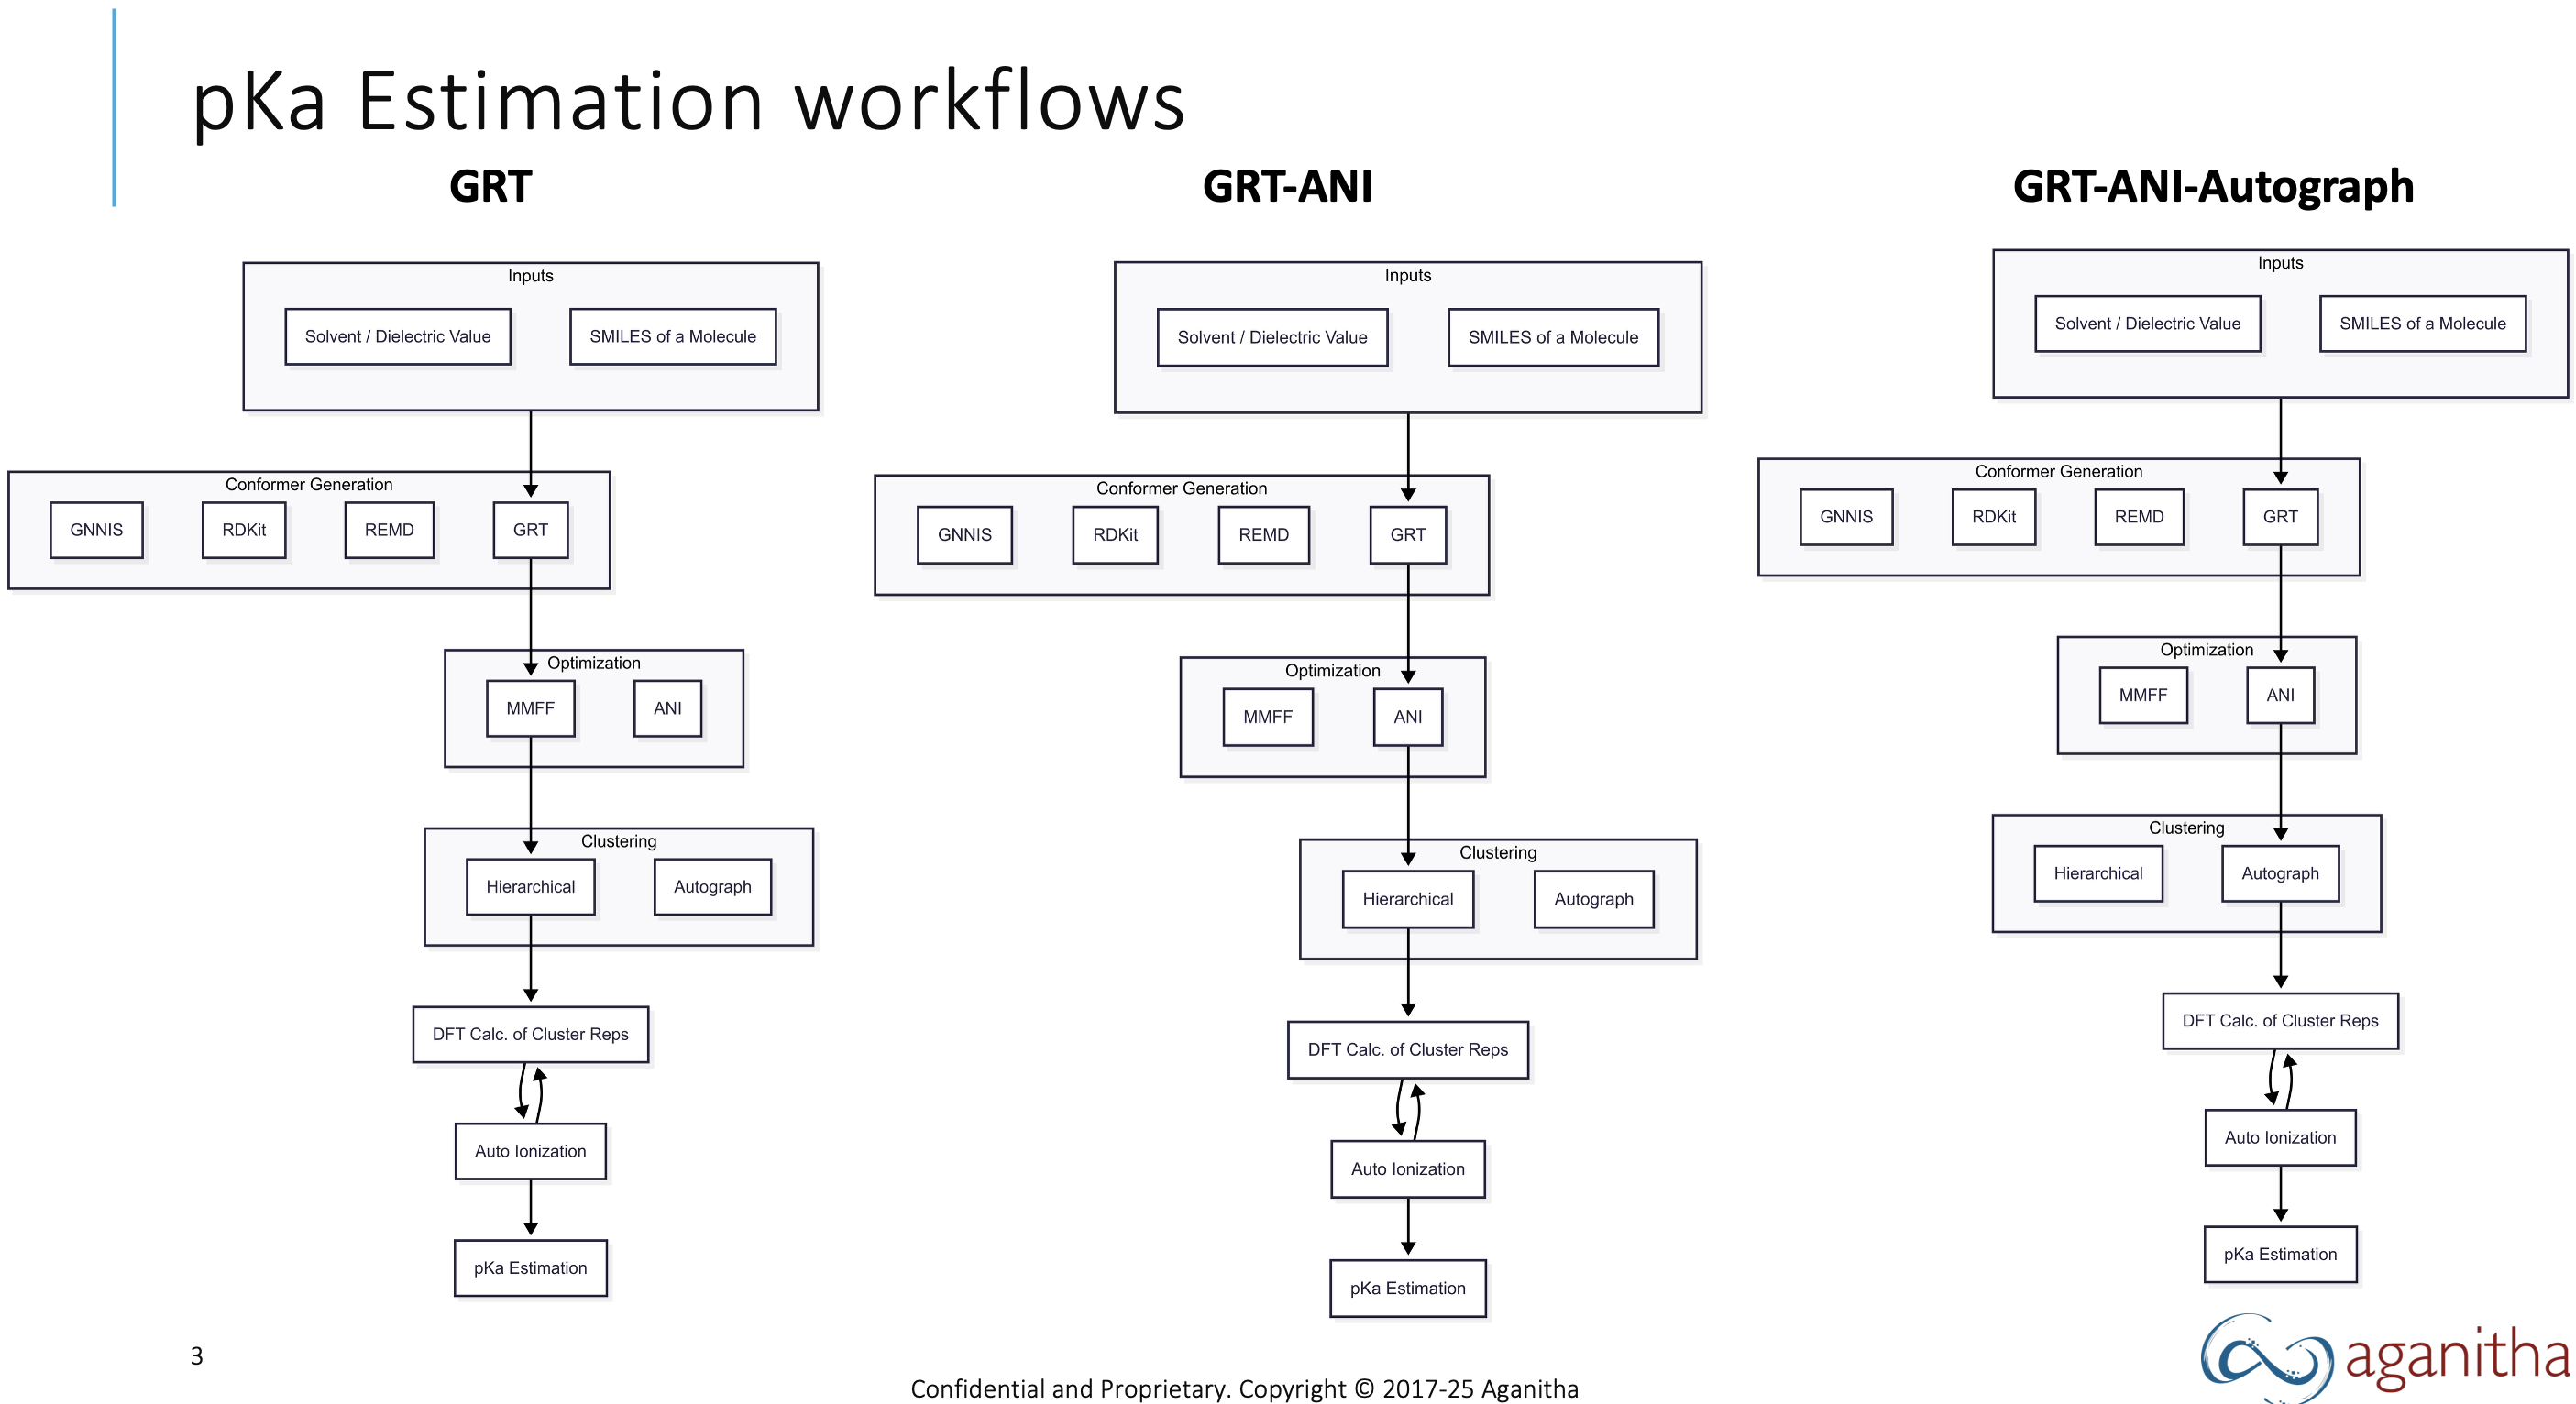 pKa Estimation workflows
GRT
Inputs
Solvent / Dielectric Value
SMILES of a Molecule
Conformer Generation
GNNIS
RDKit
REMD
GRT
Optimization
MMFF
ANI
Clustering
Hierarchical
Autograph
DFT Calc. of Cluster Reps
Auto Ionization
pKa Estimation
GRT-ANI
Inputs
Solvent / Dielectric Value
SMILES of a Molecule
Conformer Generation
GNNIS
RDKit
REMD
GRT
Optimization
MMFF
ANI
Clustering
Hierarchical
Autograph
DFT Calc. of Cluster Reps
Auto Ionization
pKa Estimation
GRT-ANI-Autograph
Inputs
Solvent / Dielectric Value
SMILES of a Molecule
Conformer Generation
GNNIS
RDKit
REMD
GRT
Optimization
MMFF
ANI
Clustering
Hierarchical
Autograph
DFT Calc. of Cluster Reps
Auto Ionization
pKa Estimation
3
Confidential and Proprietary. Copyright © 2017-25 Aganitha
aganitha